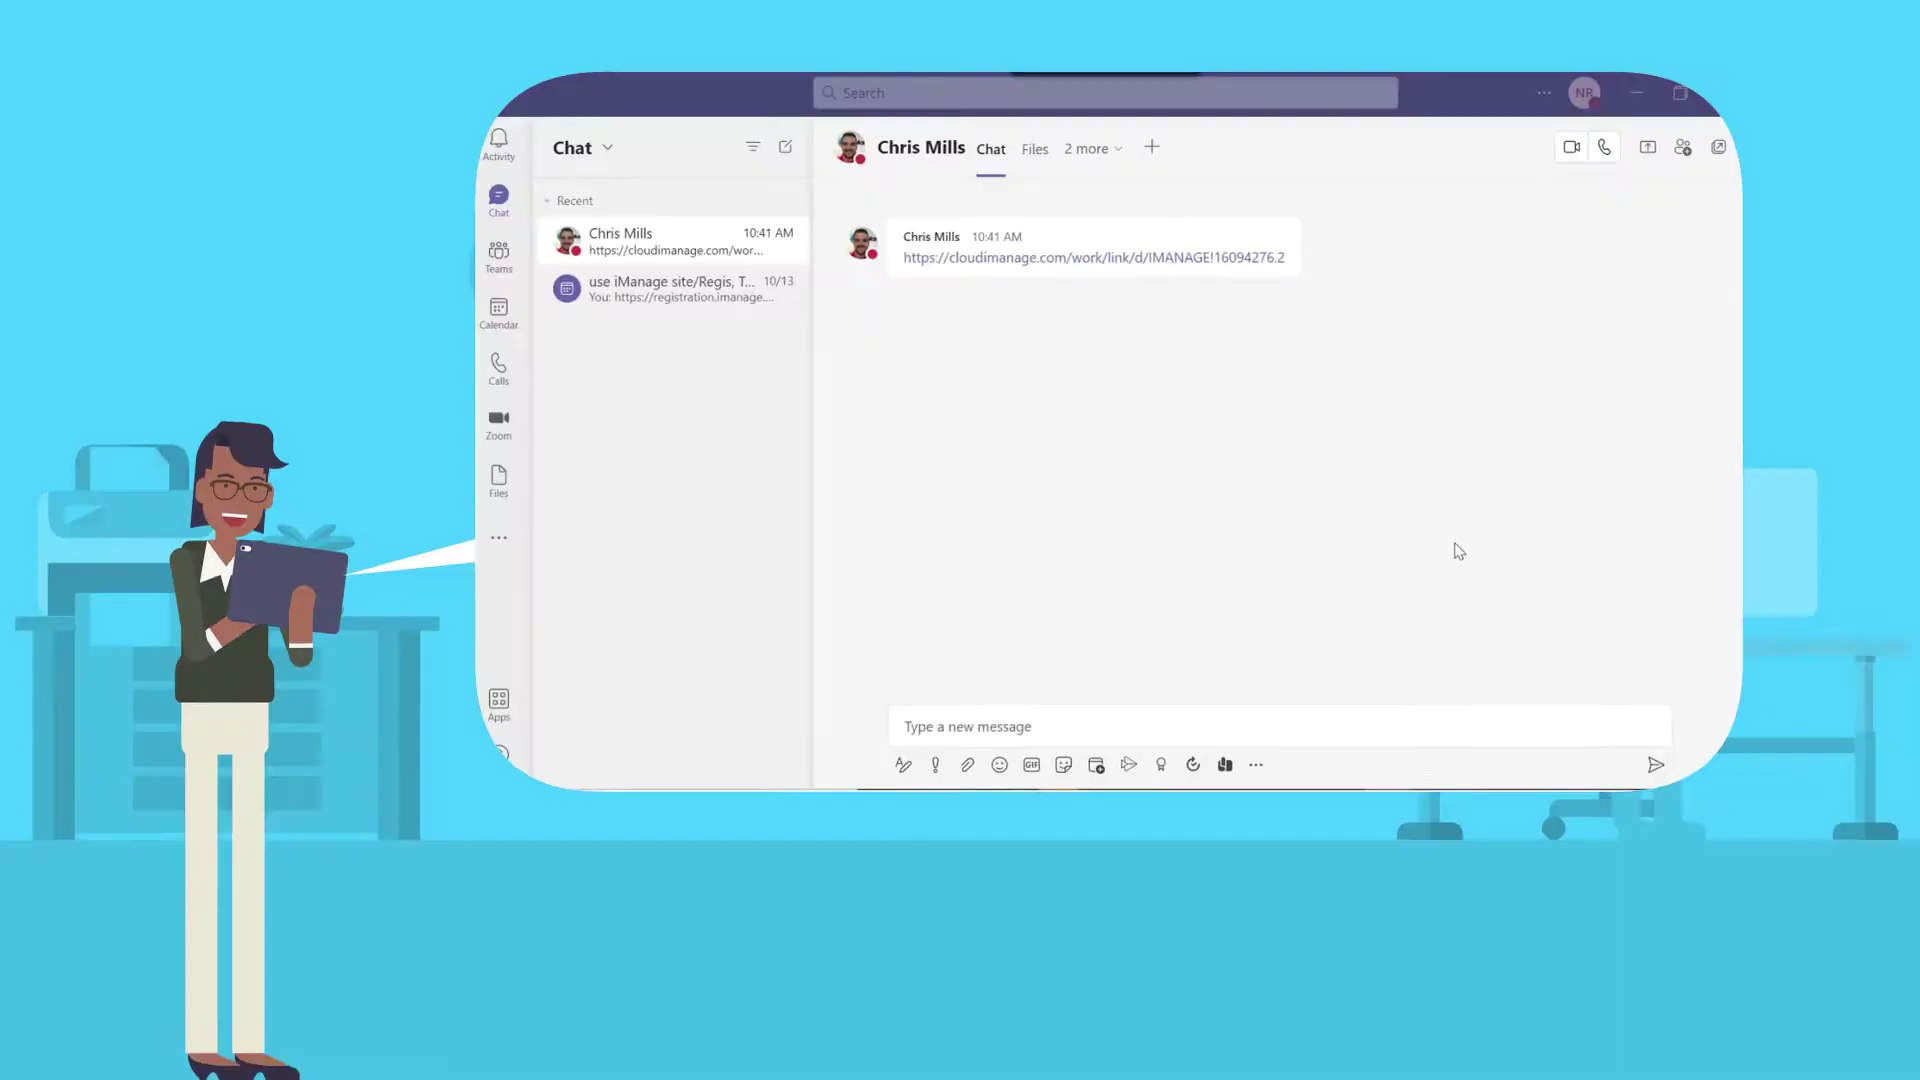 Search
NR
Activity
Chat
Teams
Calendar
Calls
Zoom
Files
Apps
Chat
Recent
Chris Mills 10:41 AM
https://cloudimanage.com/wor...
use iManage site/Regis, T... 10/13
You: https://registration.imanage....
Chris Mills Chat Files 2 more
Chris Mills 10:41 AM
https://cloudimanage.com/work/link/d/IMANAGE!16094276.2
Type a new message
GIF